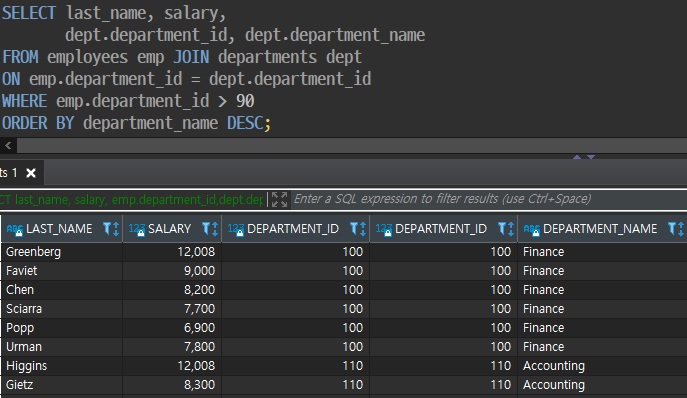 SELECT last_name, salary,
dept.department_id, dept.department_name
FROM employees emp JOIN departments dept
ON emp.department_id = dept.department_id
WHERE emp.department_id > 90
ORDER BY department_name DESC;
ts 1
CT last_name, salary, emp.department_id,dept.dep
Enter a SQL expression to filter results (use Ctrl+Space)
ABC LAST_NAME 123 SALARY 123 DEPARTMENT_ID 123 DEPARTMENT_ID ABC DEPARTMENT_NAME
Greenberg 12,008 100 100 Finance
Faviet 9,000 100 100 Finance
Chen 8,200 100 100 Finance
Sciarra 7,700 100 100 Finance
Popp 6,900 100 100 Finance
Urman 7,800 100 100 Finance
Higgins 12,008 110 110 Accounting
Gietz 8,300 110 110 Accounting